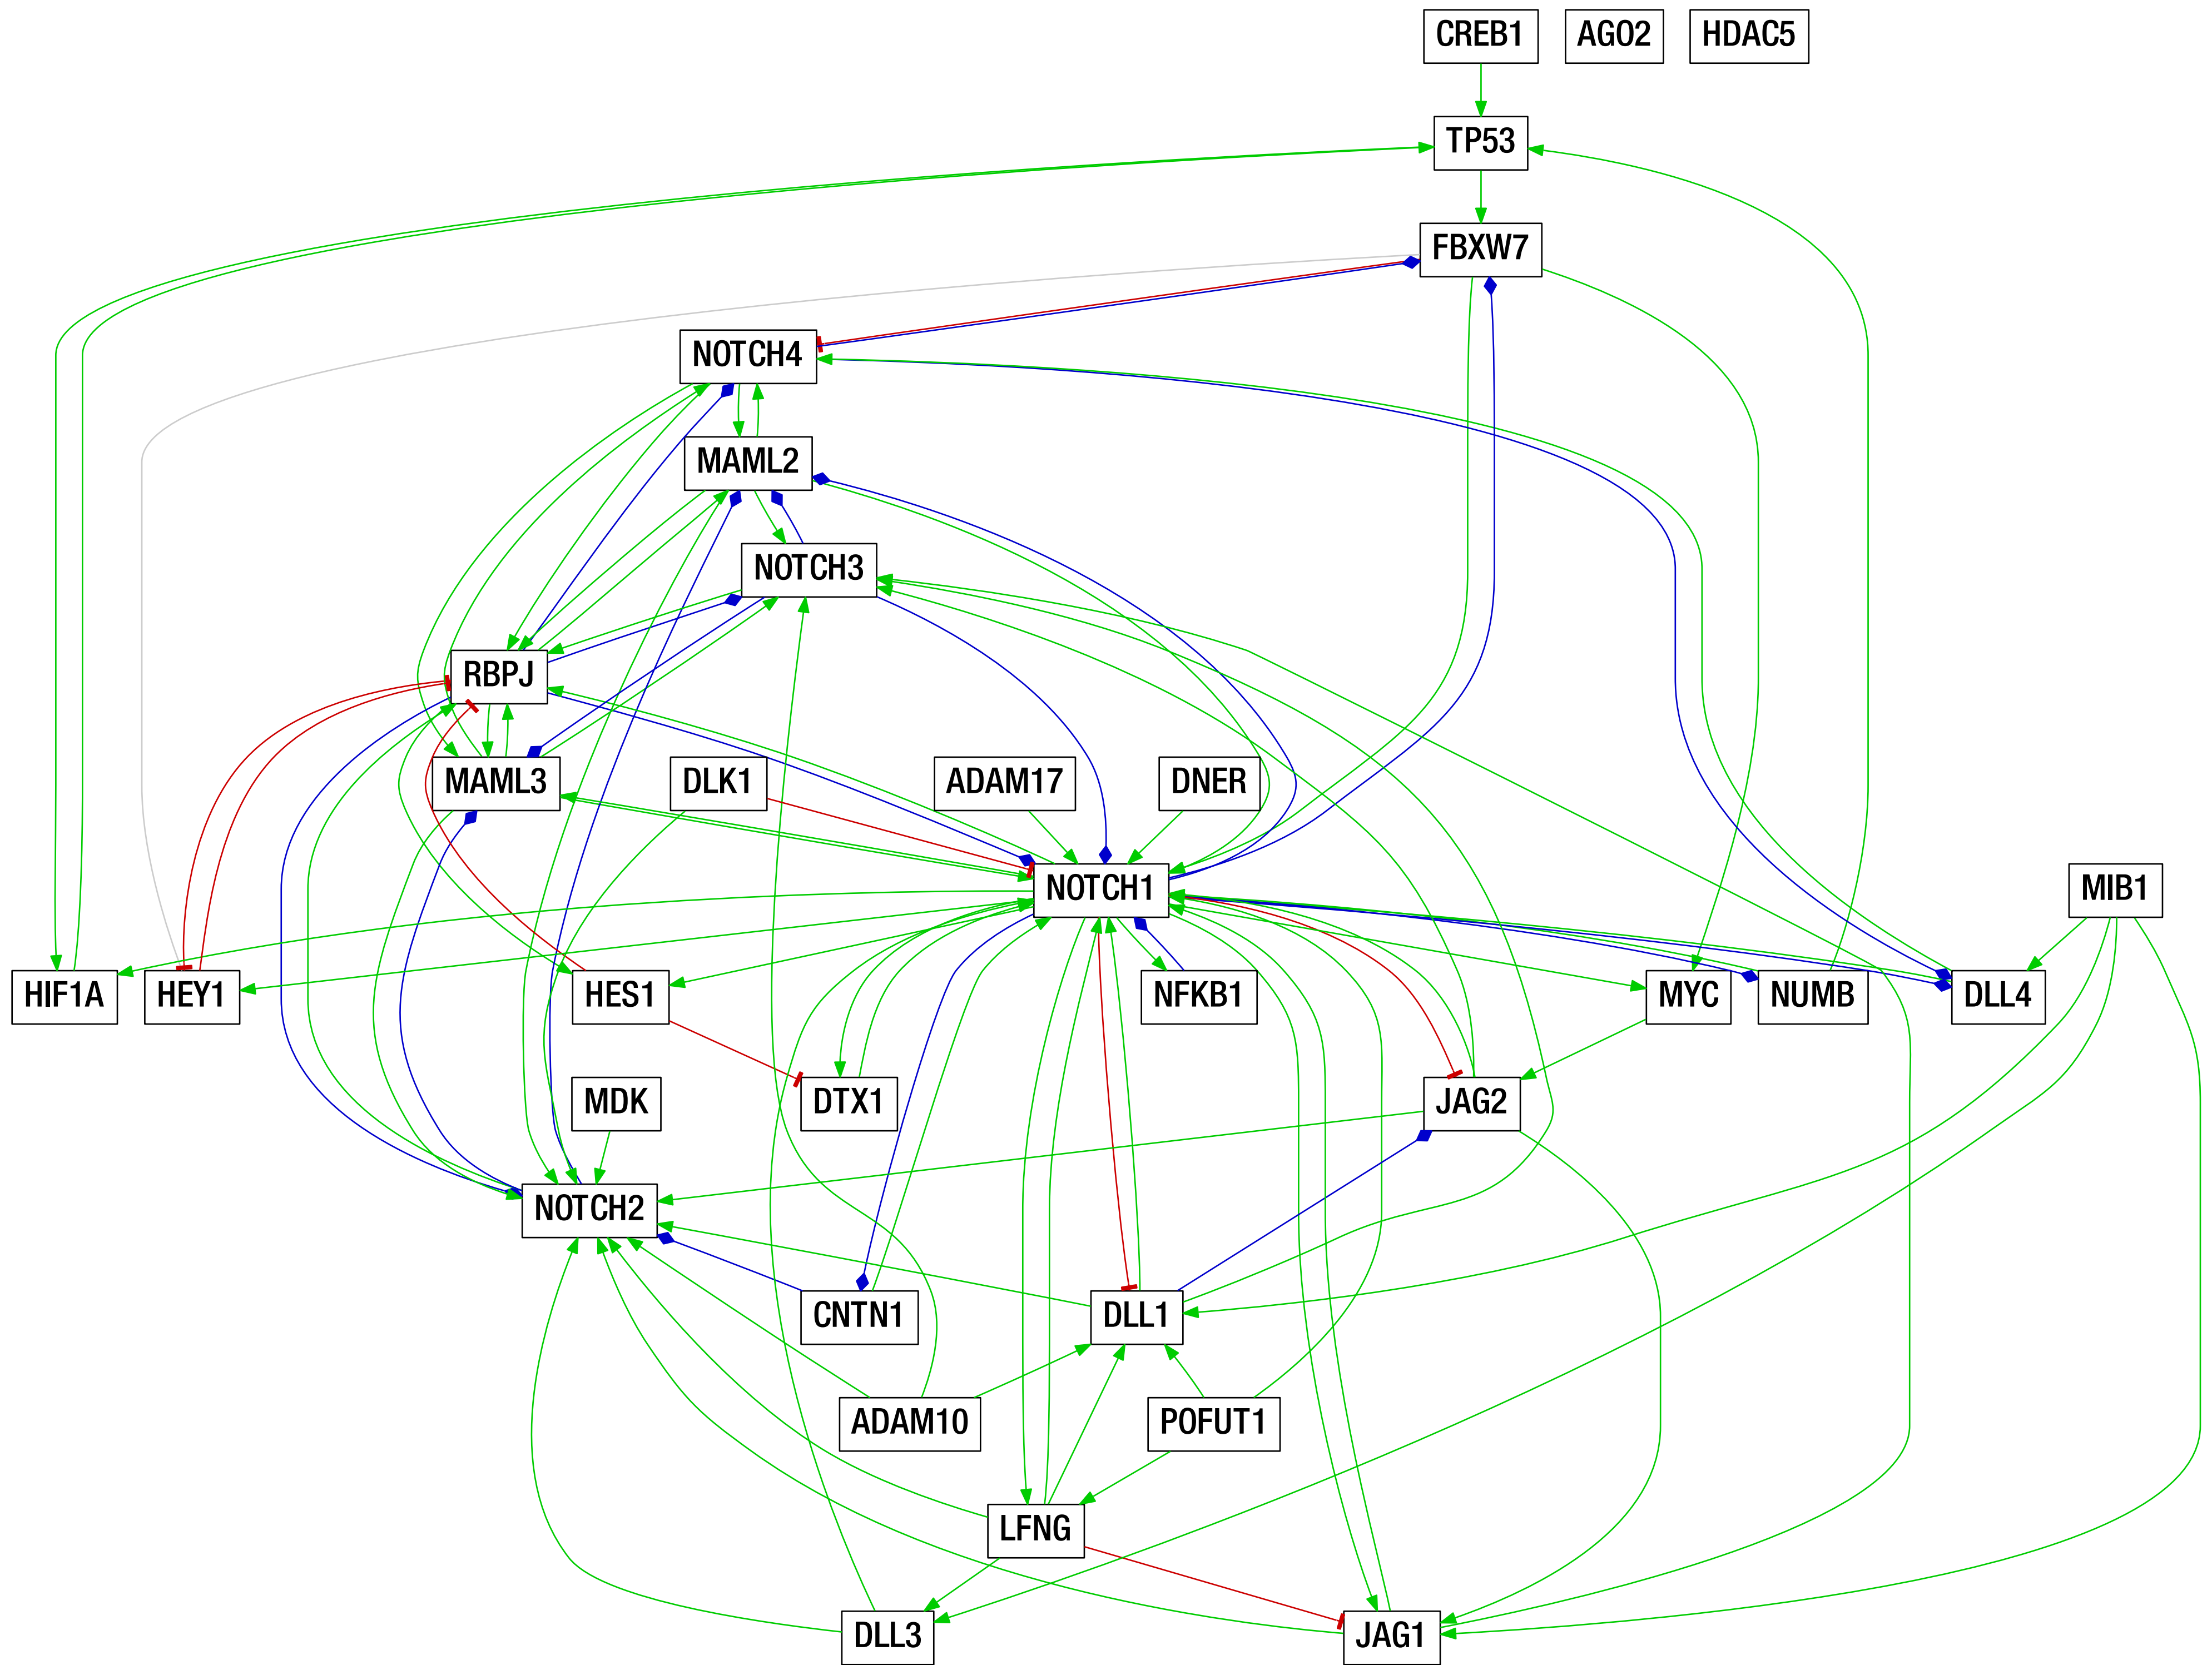 CREB1 AGO2 HDAC5
TP53
FBXW7
NOTCH4
MAML2
NOTCH3
RBPJ
MAML3 DLK1 ADAM17 DNER
NOTCH1 MIB1
HIF1A HEY1 HES1 NFKB1 MYC NUMB DLL4
MDK DTX1 JAG2
NOTCH2
CNTN1 DLL1
ADAM10 POFUT1
LFNG
DLL3 JAG1